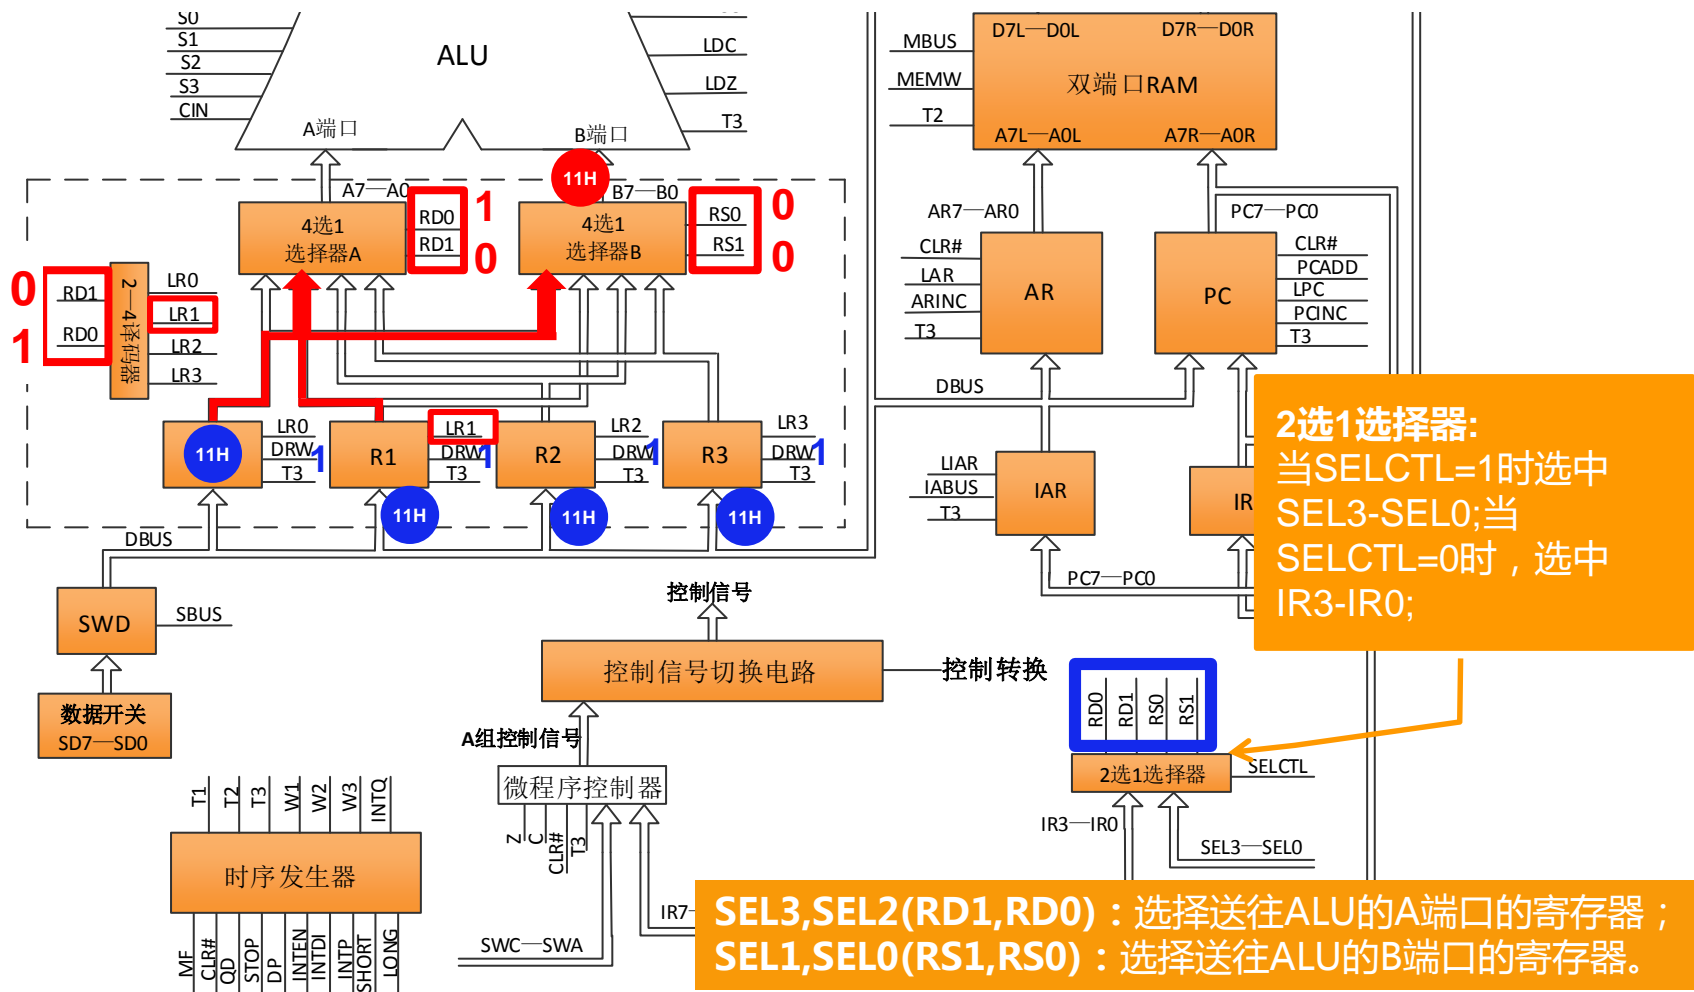 S0
S1
S2
S3
CIN
ALU
LDC
LDZ
T3
A端口
B端口
MBUS
MEMW
T2
D7L—D0L
D7R—D0R
双端口RAM
A7L—A0L
A7R—A0R
11H
A7—A0
B7—B0
4选1
选择器A
RD0
RD1
1
0
4选1
选择器B
RS0
RS1
0
0
0
1
RD1
RD0
2—4译码器
LR0
LR1
LR2
LR3
AR7—AR0
CLR#
LAR
ARINC
T3
AR
PC7—PC0
PC
CLR#
PCADD
LPC
PCINC
T3
DBUS
11H
LR0
DRW
1
T3
R1
LR1
DRW
1
T3
R2
LR2
DRW
1
T3
R3
LR3
DRW
1
T3
11H
11H
11H
LIAR
IABUS
T3
IAR
IR
DBUS
PC7—PC0
2选1选择器:
当SELCTL=1时选中
SEL3-SEL0;当
SELCTL=0时，选中
IR3-IR0;
SWD
SBUS
数据开关
SD7—SD0
控制信号
控制信号切换电路
控制转换
A组控制信号
微程序控制器
Z
C
CLR#
T3
RD0
RD1
RS0
RS1
2选1选择器
SELCTL
IR3—IR0
SEL3—SEL0
T1
T2
T3
W1
W2
W3
INTQ
时序发生器
MF
CLR#
QD
STOP
DP
INTEN
INTDI
INTP
SHORT
LONG
SWC—SWA
IR7-
SEL3,SEL2(RD1,RD0)：选择送往ALU的A端口的寄存器；
SEL1,SEL0(RS1,RS0)：选择送往ALU的B端口的寄存器。